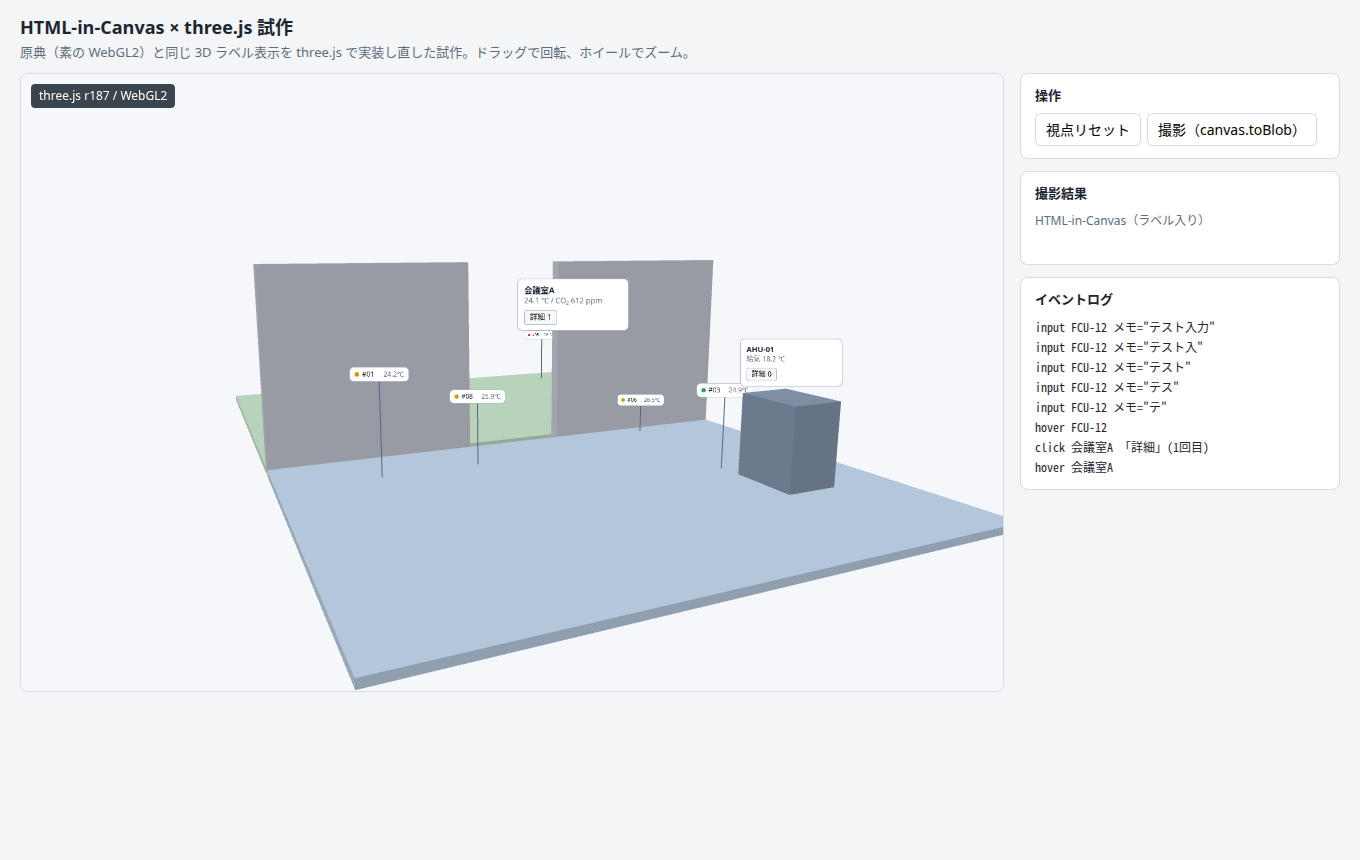 HTML-in-Canvas × three.js 試作
原典（素の WebGL2）と同じ 3D ラベル表示を three.js で実装し直した試作。ドラッグで回転、ホイールでズーム。
three.js r187 / WebGL2
会議室A
24.1 ℃ / CO₂ 612 ppm
詳細 1
AHU-01
給気 18.2 ℃
詳細 0
#01 24.2℃
#08 25.9℃
#06 26.5℃
#03 24.9℃
操作
視点リセット
撮影（canvas.toBlob）
撮影結果
HTML-in-Canvas（ラベル入り）
イベントログ
input FCU-12 メモ="テスト入力"
input FCU-12 メモ="テスト入"
input FCU-12 メモ="テスト"
input FCU-12 メモ="テス"
input FCU-12 メモ="テ"
hover FCU-12
click 会議室A 「詳細」(1回目)
hover 会議室A